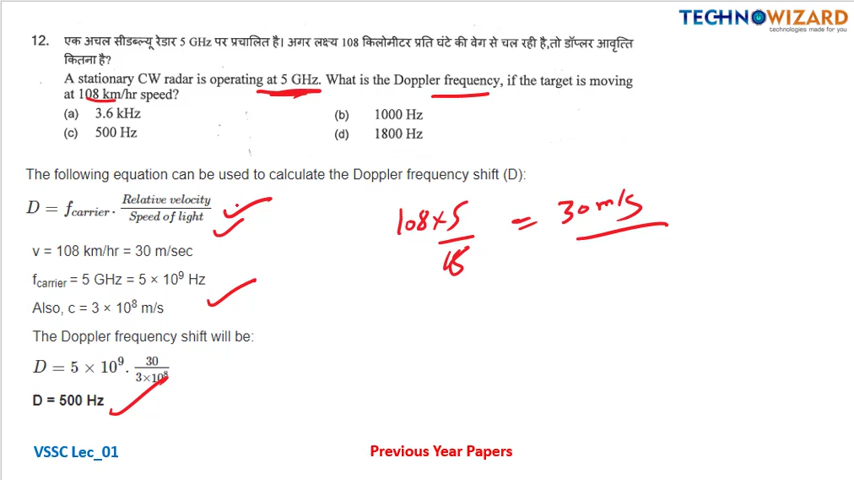 TECHNOWIZARD
technologies made for you
12. एक अचल सीडब्ल्यू रेडार 5 GHz पर प्रचालित है। अगर लक्ष्य 108 किलोमीटर प्रति घंटे की वेग से चल रही है,तो डॉप्लर आवृत्ति
कितना है?
A stationary CW radar is operating at 5 GHz. What is the Doppler frequency, if the target is moving
at 108 km/hr speed?
(a) 3.6 kHz (b) 1000 Hz
(c) 500 Hz (d) 1800 Hz
The following equation can be used to calculate the Doppler frequency shift (D):
D = fcarrier. Relative velocity / Speed of light
108 × 5 / 18 = 30 m/s
v = 108 km/hr = 30 m/sec
fcarrier = 5 GHz = 5 × 10⁹ Hz
Also, c = 3 × 10⁸ m/s
The Doppler frequency shift will be:
D = 5 × 10⁹. 30 / 3×10⁸
D = 500 Hz
VSSC Lec_01
Previous Year Papers